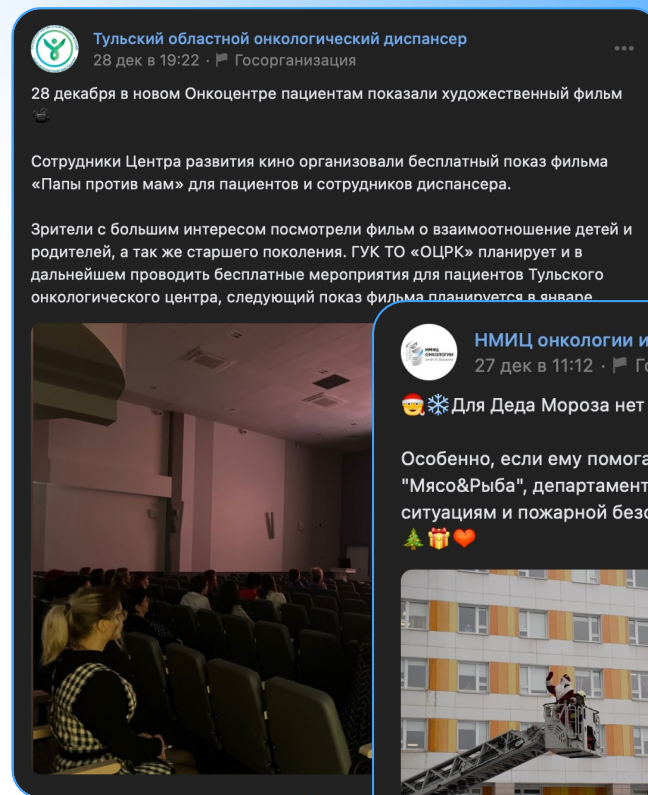 Тульский областной онкологический диспансер
28 дек в 19:22 · Госорганизация
28 декабря в новом Онкоцентре пациентам показали художественный фильм
Сотрудники Центра развития кино организовали бесплатный показ фильма
«Папы против мам» для пациентов и сотрудников диспансера.
Зрители с большим интересом посмотрели фильм о взаимоотношение детей и
родителей, а так же старшего поколения. ГУК ТО «ОЦРК» планирует и в
дальнейшем проводить бесплатные мероприятия для пациентов Тульского
онкологического центра, следующий показ фильма планируется в январе
НМИЦ
ОНКОЛОГИИ
НМИЦ онкологии и
27 дек в 11:12 · Го
Для Деда Мороза нет
Особенно, если ему помога
"Мясо&Рыба", департамент
ситуациям и пожарной безо